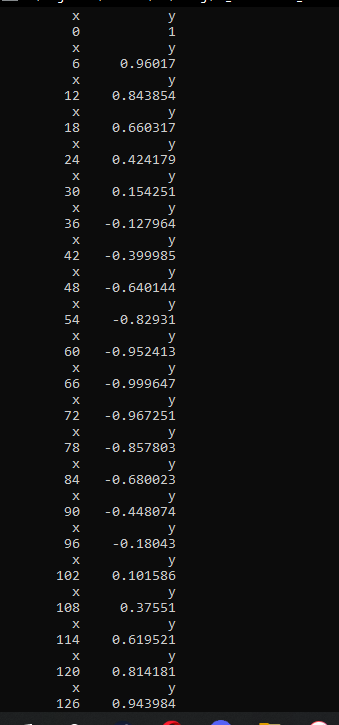 x y
0 1
x y
6 0.96017
x y
12 0.843854
x y
18 0.660317
x y
24 0.424179
x y
30 0.154251
x y
36 -0.127964
x y
42 -0.399985
x y
48 -0.640144
x y
54 -0.82931
x y
60 -0.952413
x y
66 -0.999647
x y
72 -0.967251
x y
78 -0.857803
x y
84 -0.680023
x y
90 -0.448074
x y
96 -0.18043
x y
102 0.101586
x y
108 0.37551
x y
114 0.619521
x y
120 0.814181
x y
126 0.943984